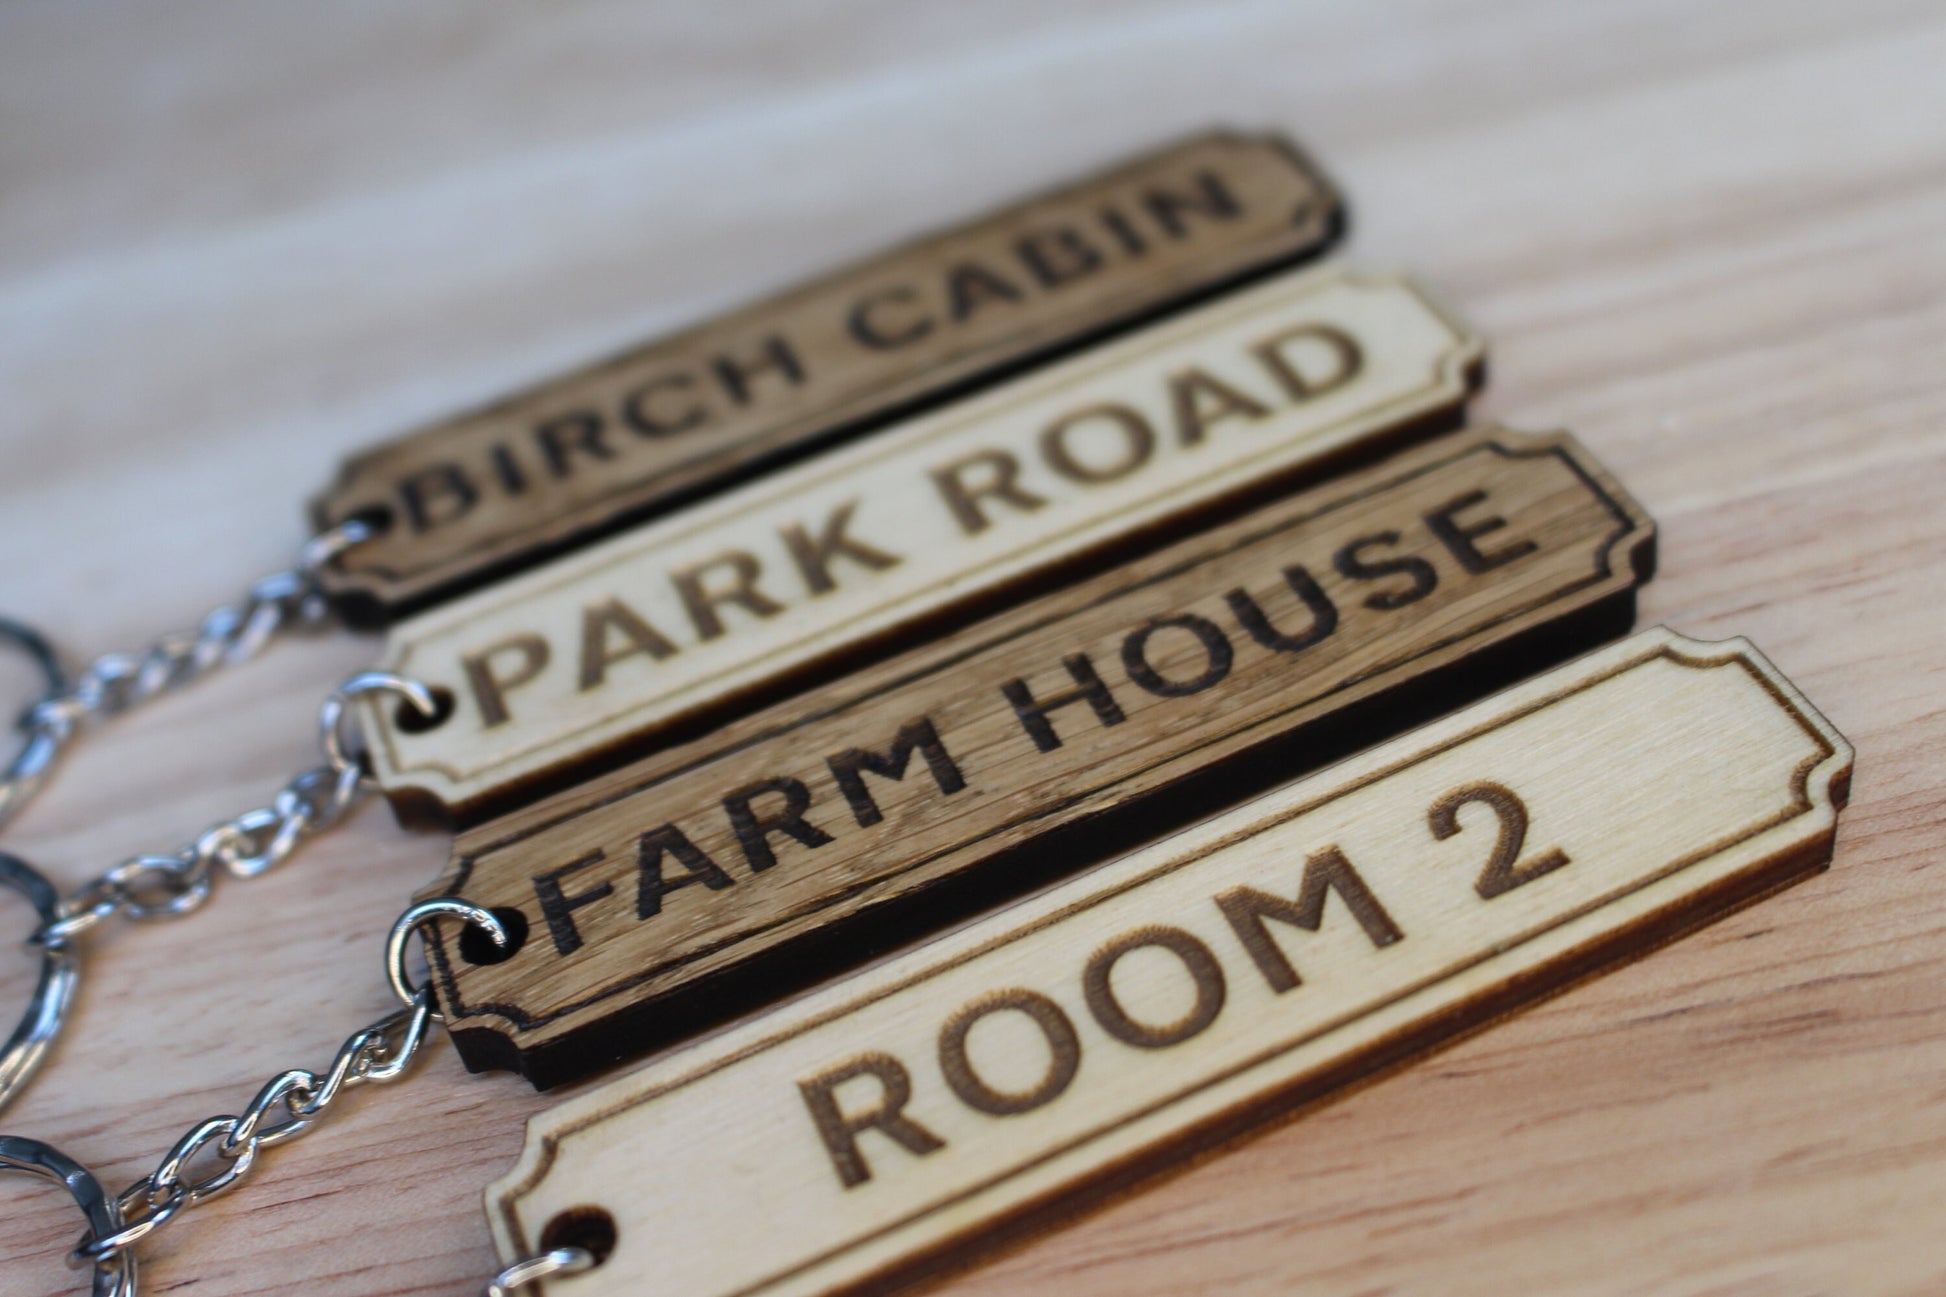 BIRCH CABIN
PARK ROAD
FARM HOUSE
ROOM 2